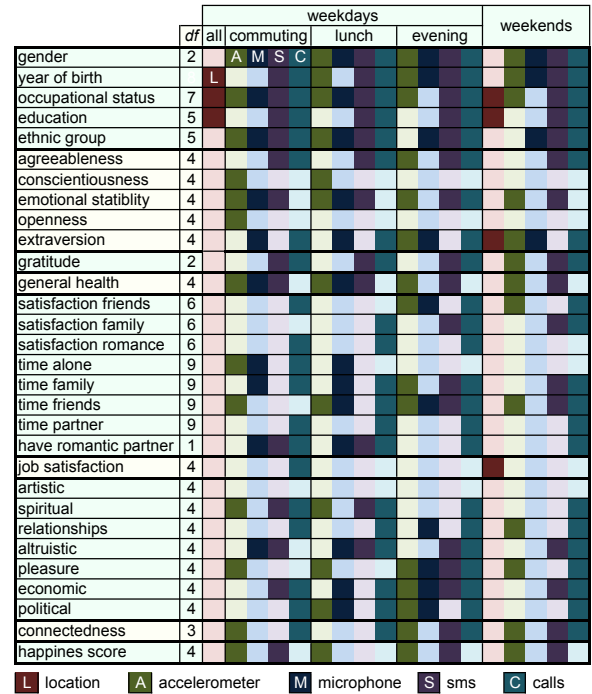 weekdays
weekends
df all commuting lunch evening
gender 2 A M S C
year of birth L
occupational status 7
education 5
ethnic group 5
agreeableness 4
conscientiousness 4
emotional statiblity 4
openness 4
extraversion 4
gratitude 2
general health 4
satisfaction friends 6
satisfaction family 6
satisfaction romance 6
time alone 9
time family 9
time friends 9
time partner 9
have romantic partner 1
job satisfaction 4
artistic 4
spiritual 4
relationships 4
altruistic 4
pleasure 4
economic 4
political 4
connectedness 3
happines score 4
L location A accelerometer M microphone S sms C calls